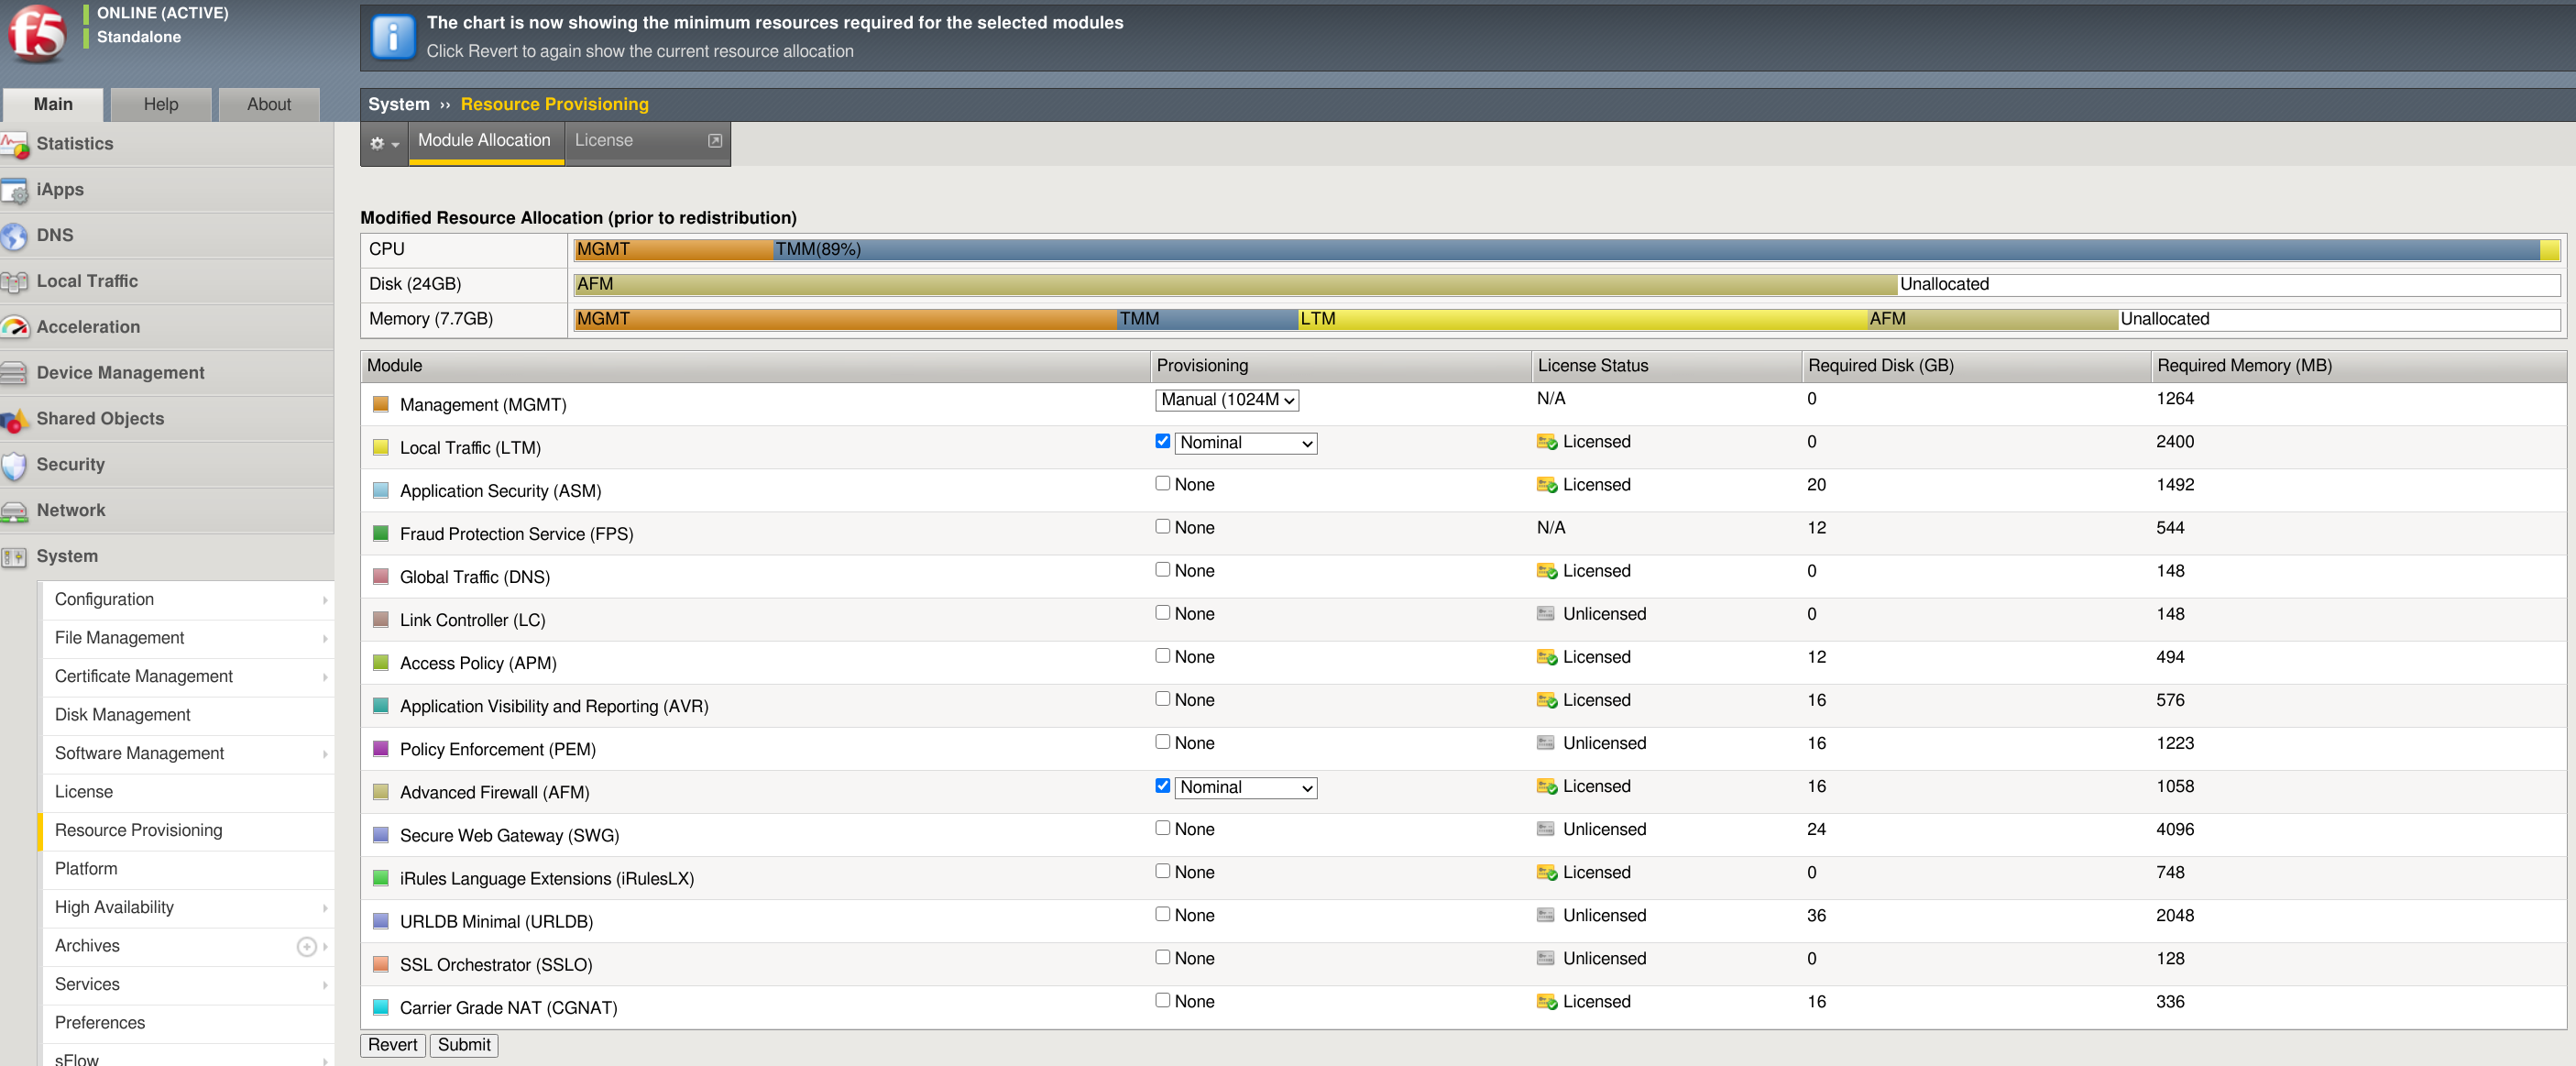 f5
ONLINE (ACTIVE)
Standalone
The chart is now showing the minimum resources required for the selected modules
Click Revert to again show the current resource allocation
Main Help About
System ›› Resource Provisioning
Module Allocation License
Statistics
iApps
DNS
Local Traffic
Acceleration
Device Management
Shared Objects
Security
Network
System
Configuration
File Management
Certificate Management
Disk Management
Software Management
License
Resource Provisioning
Platform
High Availability
Archives
Services
Preferences
sFlow
Modified Resource Allocation (prior to redistribution)
CPU MGMT TMM(89%)
Disk (24GB) AFM Unallocated
Memory (7.7GB) MGMT TMM LTM AFM Unallocated
Module Provisioning License Status Required Disk (GB) Required Memory (MB)
Management (MGMT) Manual (1024M N/A 0 1264
Local Traffic (LTM) Nominal Licensed 0 2400
Application Security (ASM) None Licensed 20 1492
Fraud Protection Service (FPS) None N/A 12 544
Global Traffic (DNS) None Licensed 0 148
Link Controller (LC) None Unlicensed 0 148
Access Policy (APM) None Licensed 12 494
Application Visibility and Reporting (AVR) None Licensed 16 576
Policy Enforcement (PEM) None Unlicensed 16 1223
Advanced Firewall (AFM) Nominal Licensed 16 1058
Secure Web Gateway (SWG) None Unlicensed 24 4096
iRules Language Extensions (iRulesLX) None Licensed 0 748
URLDB Minimal (URLDB) None Unlicensed 36 2048
SSL Orchestrator (SSLO) None Unlicensed 0 128
Carrier Grade NAT (CGNAT) None Licensed 16 336
Revert Submit